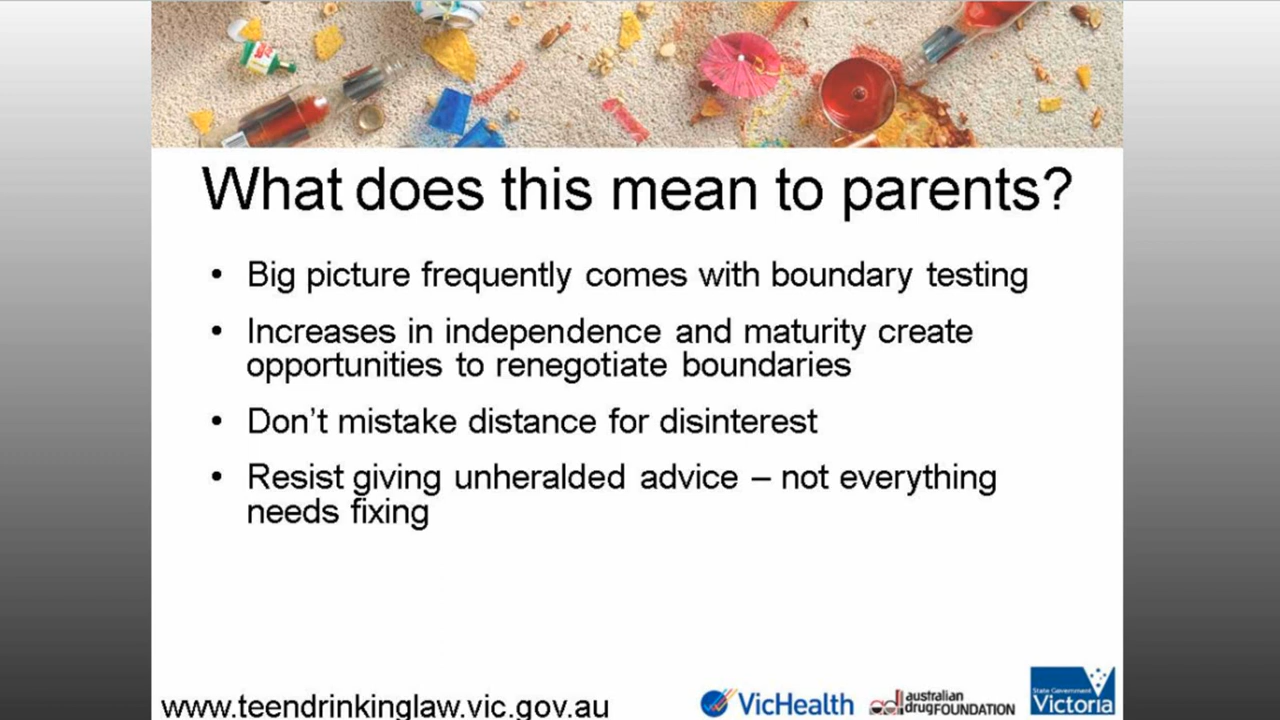 What does this mean to parents?
• Big picture frequently comes with boundary testing
• Increases in independence and maturity create
opportunities to renegotiate boundaries
• Don't mistake distance for disinterest
• Resist giving unheralded advice – not everything
needs fixing
www.teendrinkinglaw.vic.gov.au
VicHealth
australian
drugFOUNDATION
State Government
Victoria